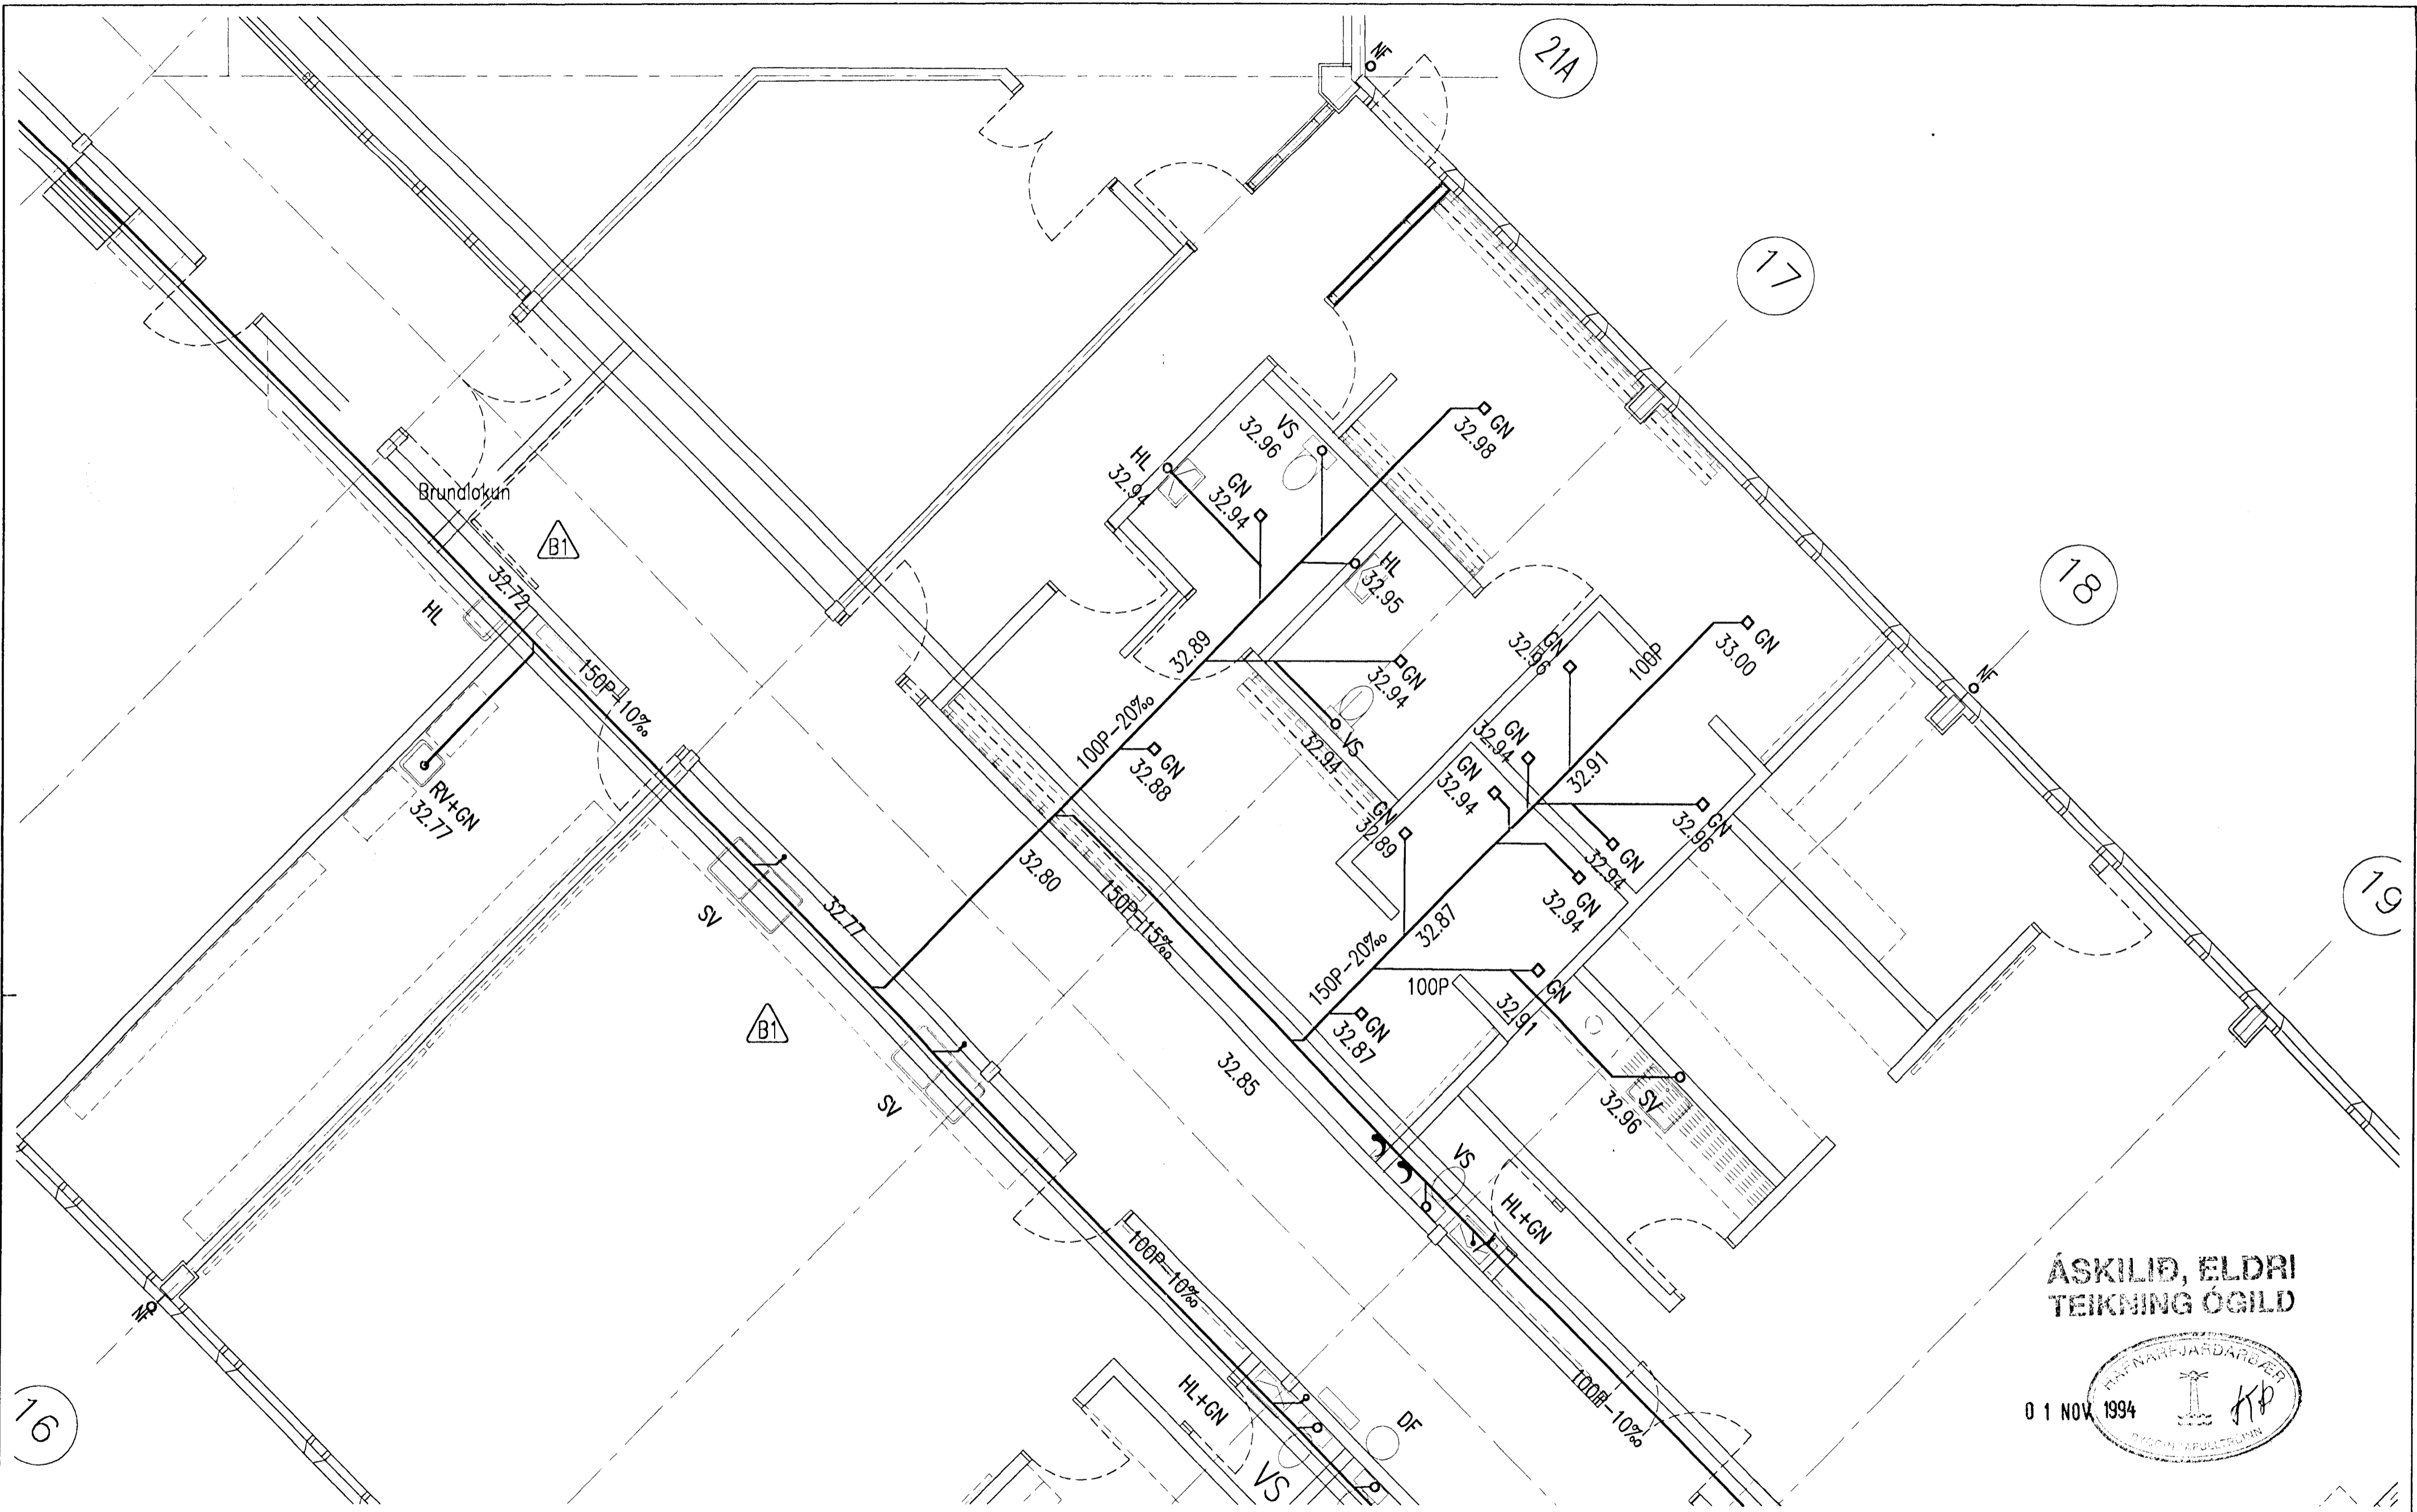 NF
21A
17
18
19
16
GN
32.98
VS
32.96
HL
32.94
GN
32.94
HL
32.95
32.89
GN
32.94
VS
32.94
100P-20‰
GN
32.88
32.80
Brunalokun
B1
32.72
HL
150P-10‰
RV+GN
32.77
SV
32.77
B1
SV
150P-15‰
32.85
GN
33.00
100P
GN
32.96
GN
32.94
GN
32.94
32.91
GN
32.96
GN
32.94
GN
32.94
GN
32.89
32.87
150P-20‰
100P
GN
32.91
GN
32.87
SV
32.96
NF
VS
HL+GN
100P-10‰
100P-10‰
HL+GN
VS
DF
NF
ÁSKILIÐ, ELDRI
TEIKNING ÓGILD
HAFNARFJARÐARBÆR
01 NOV. 1994